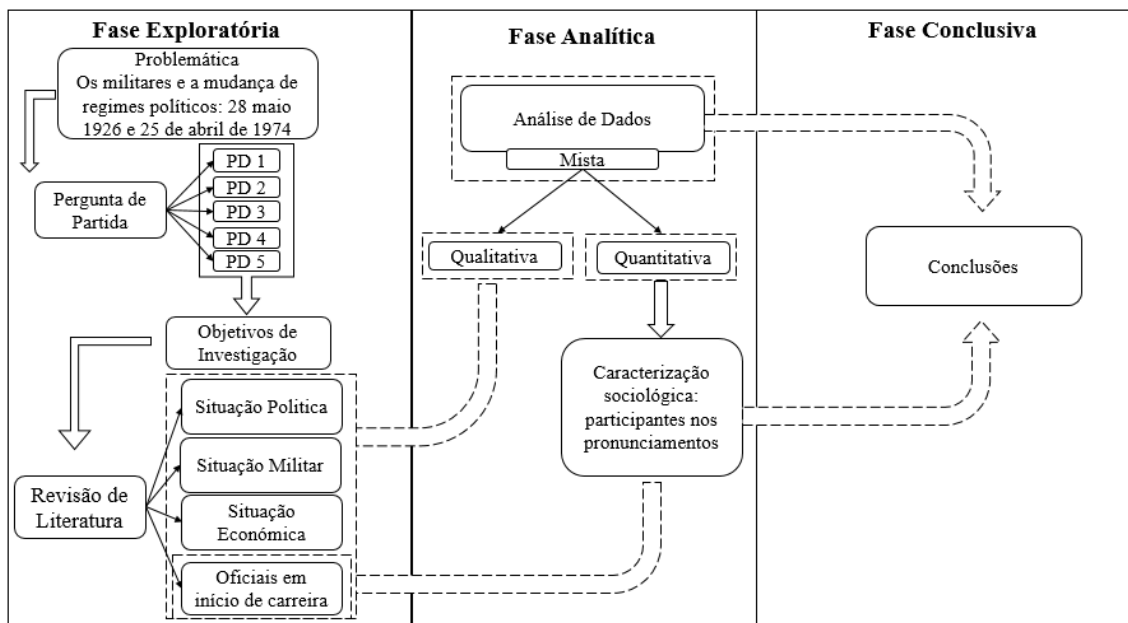 Fase Exploratória
Problemática
Os militares e a mudança de
regimes políticos: 28 maio
1926 e 25 de abril de 1974
PD 1
PD 2
PD 3
PD 4
PD 5
Pergunta de
Partida
Objetivos de
Investigação
Situação Politica
Situação Militar
Situação
Económica
Oficiais em
início de carreira
Revisão de
Literatura
Fase Analítica
Análise de Dados
Mista
Qualitativa
Quantitativa
Caracterização
sociológica:
participantes nos
pronunciamentos
Fase Conclusiva
Conclusões